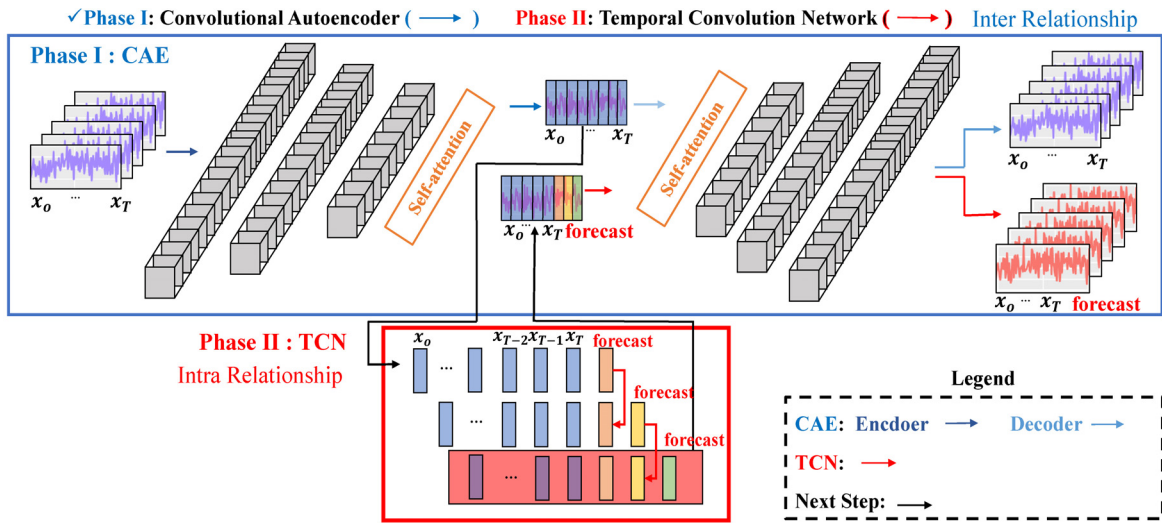 ✓Phase I: Convolutional Autoencoder ( → ) Phase II: Temporal Convolution Network ( → ) Inter Relationship
Phase I : CAE
x_o ... x_T
Self-attention
x_o ... x_T
x_o ... x_T forecast
Self-attention
x_o ... x_T
x_o ... x_T forecast
Phase II : TCN
Intra Relationship
x_o x_{T-2} x_{T-1} x_T forecast
...
forecast
...
forecast
...
Legend
CAE: Encdoer → Decoder →
TCN: →
Next Step: →